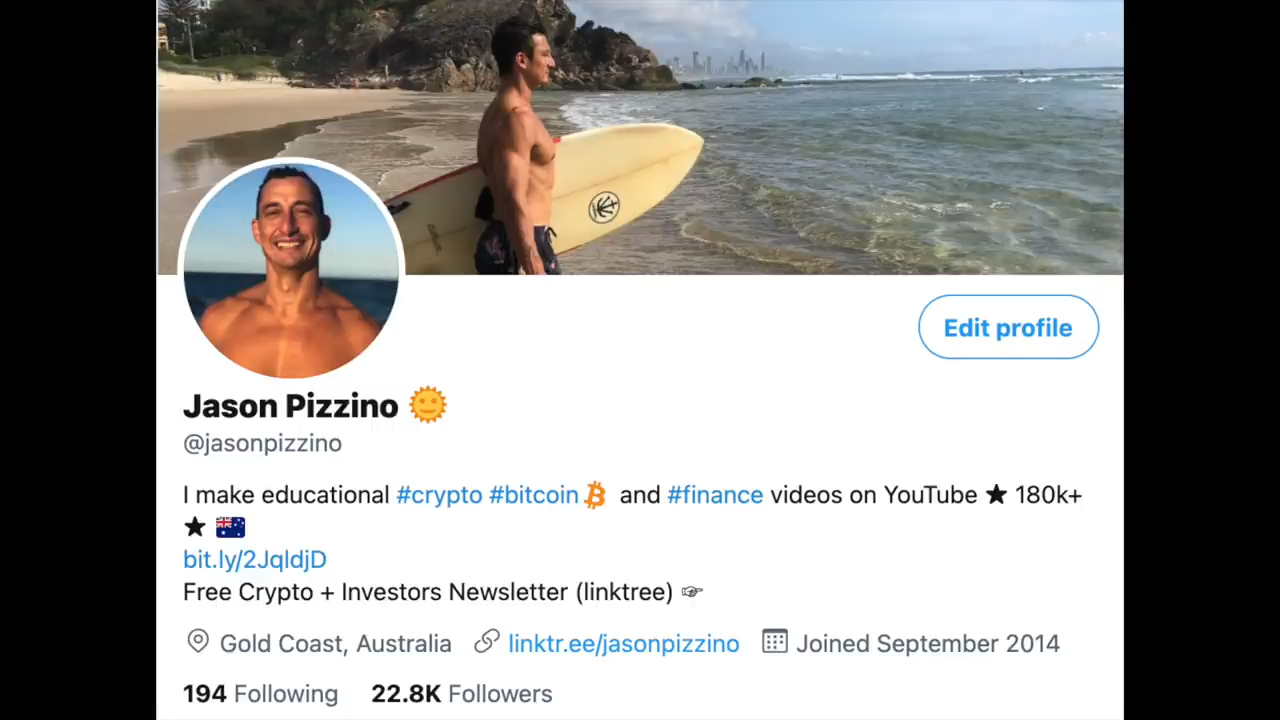 Edit profile
Jason Pizzino 🌞
@jasonpizzino
I make educational #crypto #bitcoin and #finance videos on YouTube ★ 180k+
★ 🇦🇺
bit.ly/2JqldjD
Free Crypto + Investors Newsletter (linktree) ☞
Gold Coast, Australia linktr.ee/jasonpizzino Joined September 2014
194 Following 22.8K Followers